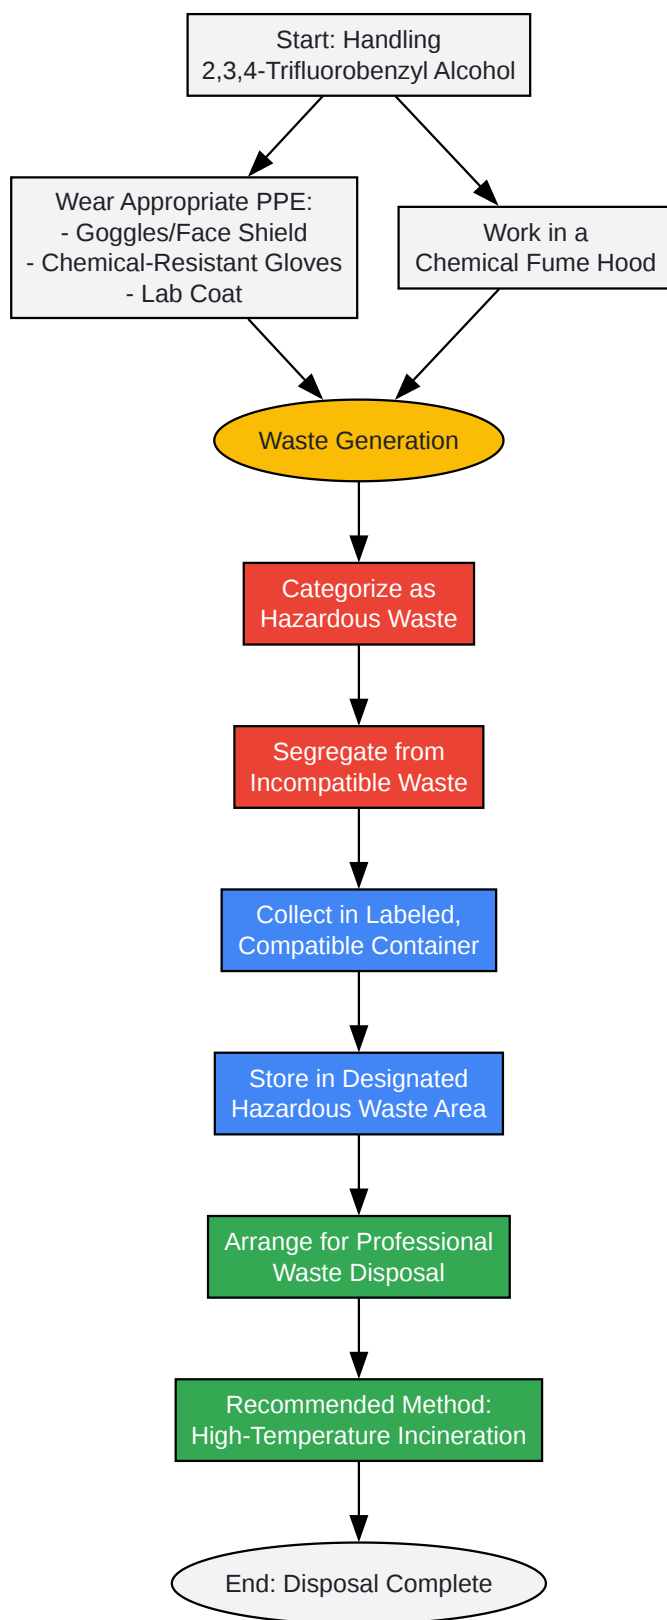 Start: Handling
2,3,4-Trifluorobenzyl Alcohol
Wear Appropriate PPE:
- Goggles/Face Shield
- Chemical-Resistant Gloves
- Lab Coat
Work in a
Chemical Fume Hood
Waste Generation
Categorize as
Hazardous Waste
Segregate from
Incompatible Waste
Collect in Labeled,
Compatible Container
Store in Designated
Hazardous Waste Area
Arrange for Professional
Waste Disposal
Recommended Method:
High-Temperature Incineration
End: Disposal Complete